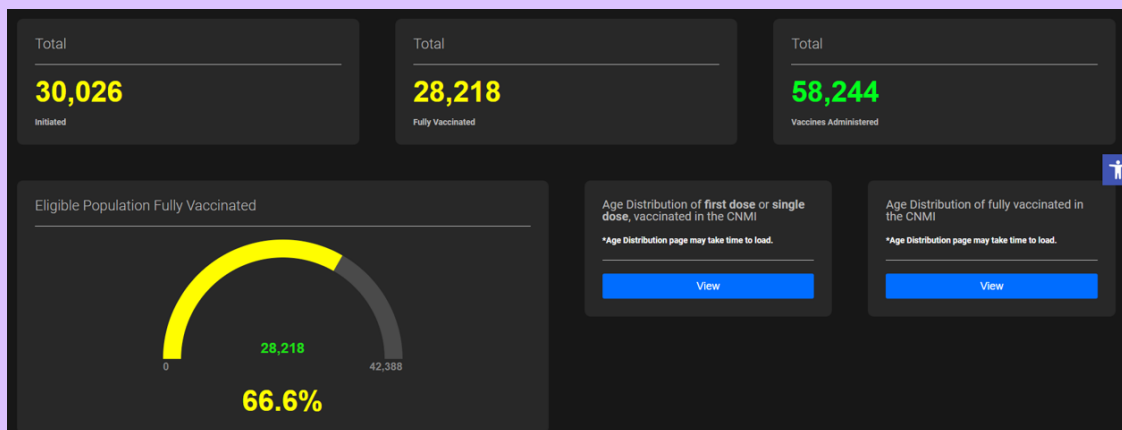 Total
30,026
Initiated
Total
28,218
Fully Vaccinated
Total
58,244
Vaccines Administered
Eligible Population Fully Vaccinated
28,218
0
42,388
66.6%
Age Distribution of first dose or single
dose, vaccinated in the CNMI
*Age Distribution page may take time to load.
View
Age Distribution of fully vaccinated in
the CNMI
*Age Distribution page may take time to load.
View